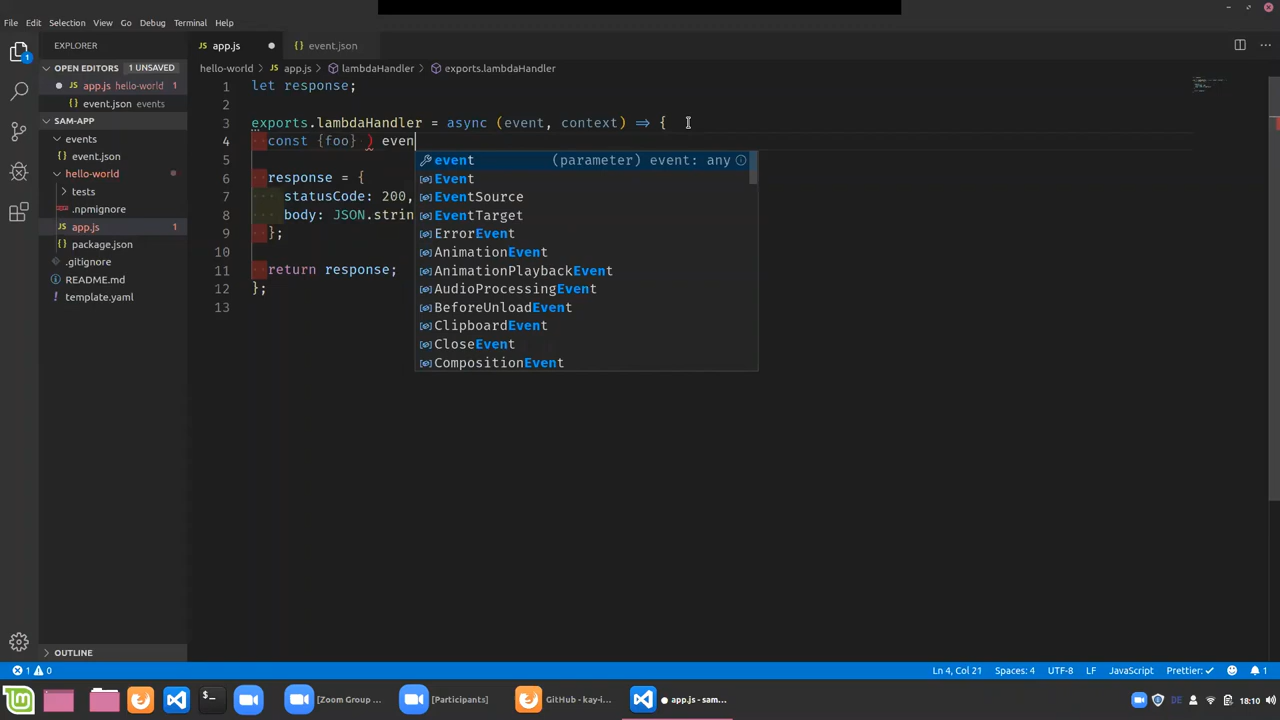 File Edit Selection View Go Debug Terminal Help
EXPLORER
OPEN EDITORS 1 UNSAVED
app.js hello-world 1
event.json events
SAM-APP
events
event.json
hello-world
tests
.npmignore
app.js 1
package.json
.gitignore
README.md
template.yaml
OUTLINE
JS app.js
event.json
hello-world > JS app.js > lambdaHandler > exports.lambdaHandler
1 let response;
2
3 exports.lambdaHandler = async (event, context) => {
4 const {foo} ) even
5
6 response = {
7 statusCode: 200,
8 body: JSON.strin
9 };
10
11 return response;
12 };
13
event (parameter) event: any
Event
EventSource
EventTarget
ErrorEvent
AnimationEvent
AnimationPlaybackEvent
AudioProcessingEvent
BeforeUnloadEvent
ClipboardEvent
CloseEvent
CompositionEvent
1 0 Ln 4, Col 21 Spaces: 4 UTF-8 LF JavaScript Prettier: ✓ 1
[Zoom Group ... [Participants] GitHub - kay-i... app.js - sam... DE 18:10